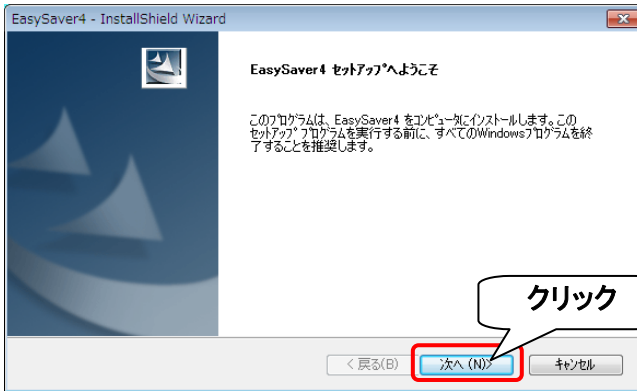 EasySaver4 - InstallShield Wizard
EasySaver4 ｾｯﾄｱｯﾌﾟへようこそ
このﾌﾟﾛｸﾞﾗﾑは、EasySaver4 をｺﾝﾋﾟｭｰﾀにｲﾝｽﾄｰﾙします。この
ｾｯﾄｱｯﾌﾟ ﾌﾟﾛｸﾞﾗﾑを実行する前に、すべてのWindowsﾌﾟﾛｸﾞﾗﾑを終
了することを推奨します。
クリック
< 戻る(B)
次へ (N)>
ｷｬﾝｾﾙ